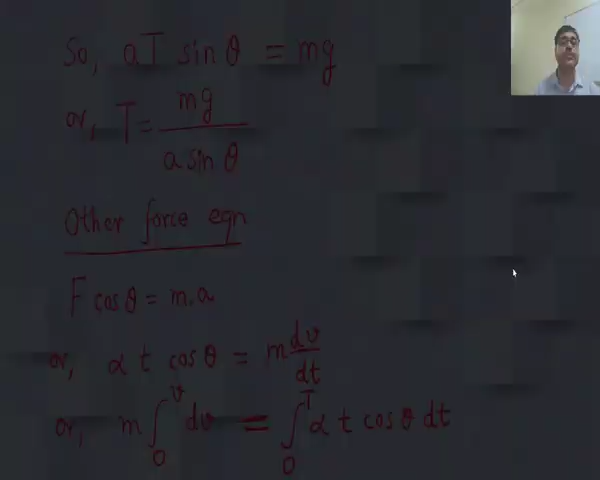 So, aT sin θ = mg
or, T = mg / a sin θ
Other force eqn
F cos θ = m.a
or, α t cos θ = m dv/dt
or, m ∫₀ᵛ dv = ∫₀ᵀ α t cos θ dt